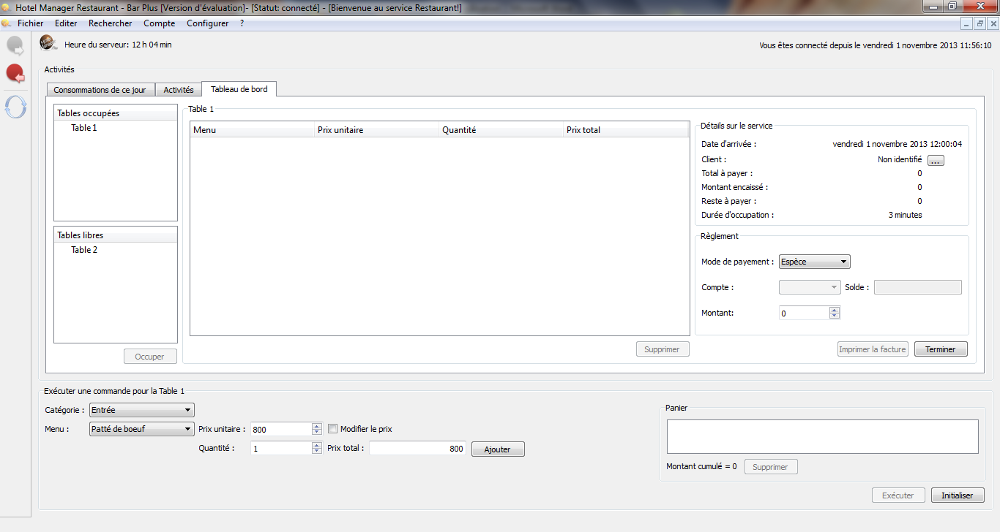 Hotel Manager Restaurant - Bar Plus [Version d'évaluation]- [Statut: connecté] - [Bienvenue au service Restaurant!]
Fichier Editer Rechercher Compte Configurer ?
Heure du serveur: 12 h 04 min
Vous êtes connecté depuis le vendredi 1 novembre 2013 11:56:10
Activités
Consommations de ce jour Activités Tableau de bord
Tables occupées
Table 1
Tables libres
Table 2
Occuper
Table 1
Menu Prix unitaire Quantité Prix total
Supprimer
Détails sur le service
Date d'arrivée : vendredi 1 novembre 2013 12:00:04
Client : Non identifié ...
Total à payer : 0
Montant encaissé : 0
Reste à payer : 0
Durée d'occupation : 3 minutes
Règlement
Mode de payement : Espèce
Compte : Solde :
Montant: 0
Imprimer la facture Terminer
Exécuter une commande pour la Table 1
Catégorie : Entrée
Menu : Patté de boeuf Prix unitaire : 800 Modifier le prix
Quantité : 1 Prix total : 800 Ajouter
Panier
Montant cumulé = 0 Supprimer
Exécuter Initialiser